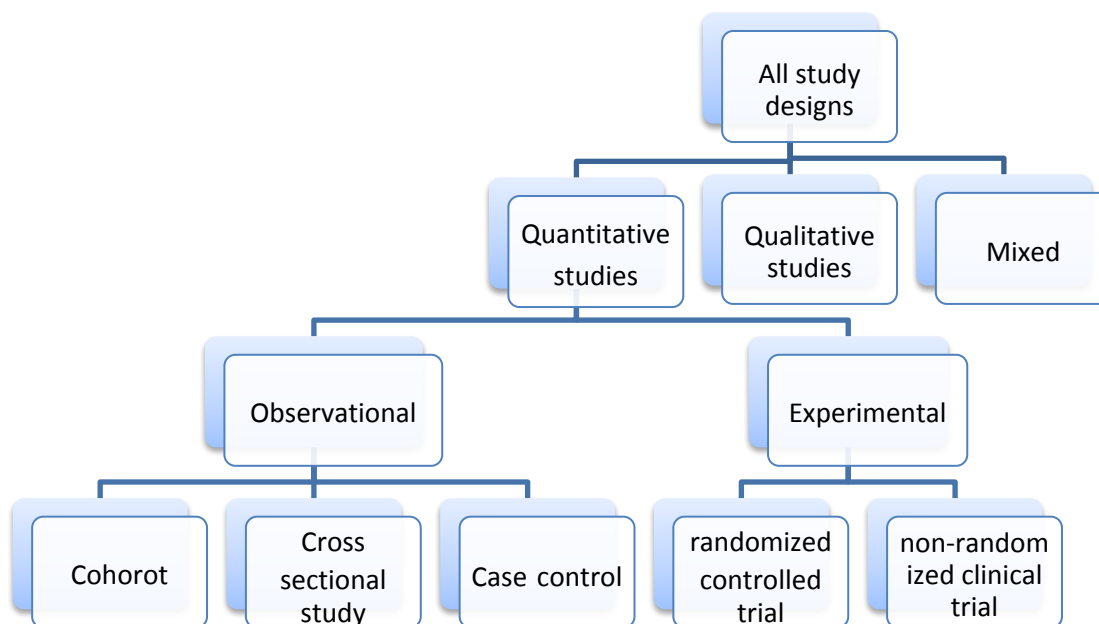 All study
designs
Quantitative
studies
Qualitative
studies
Mixed
Observational
Experimental
Cohorot
Cross
sectional
study
Case control
randomized
controlled
trial
non-random
ized clinical
trial